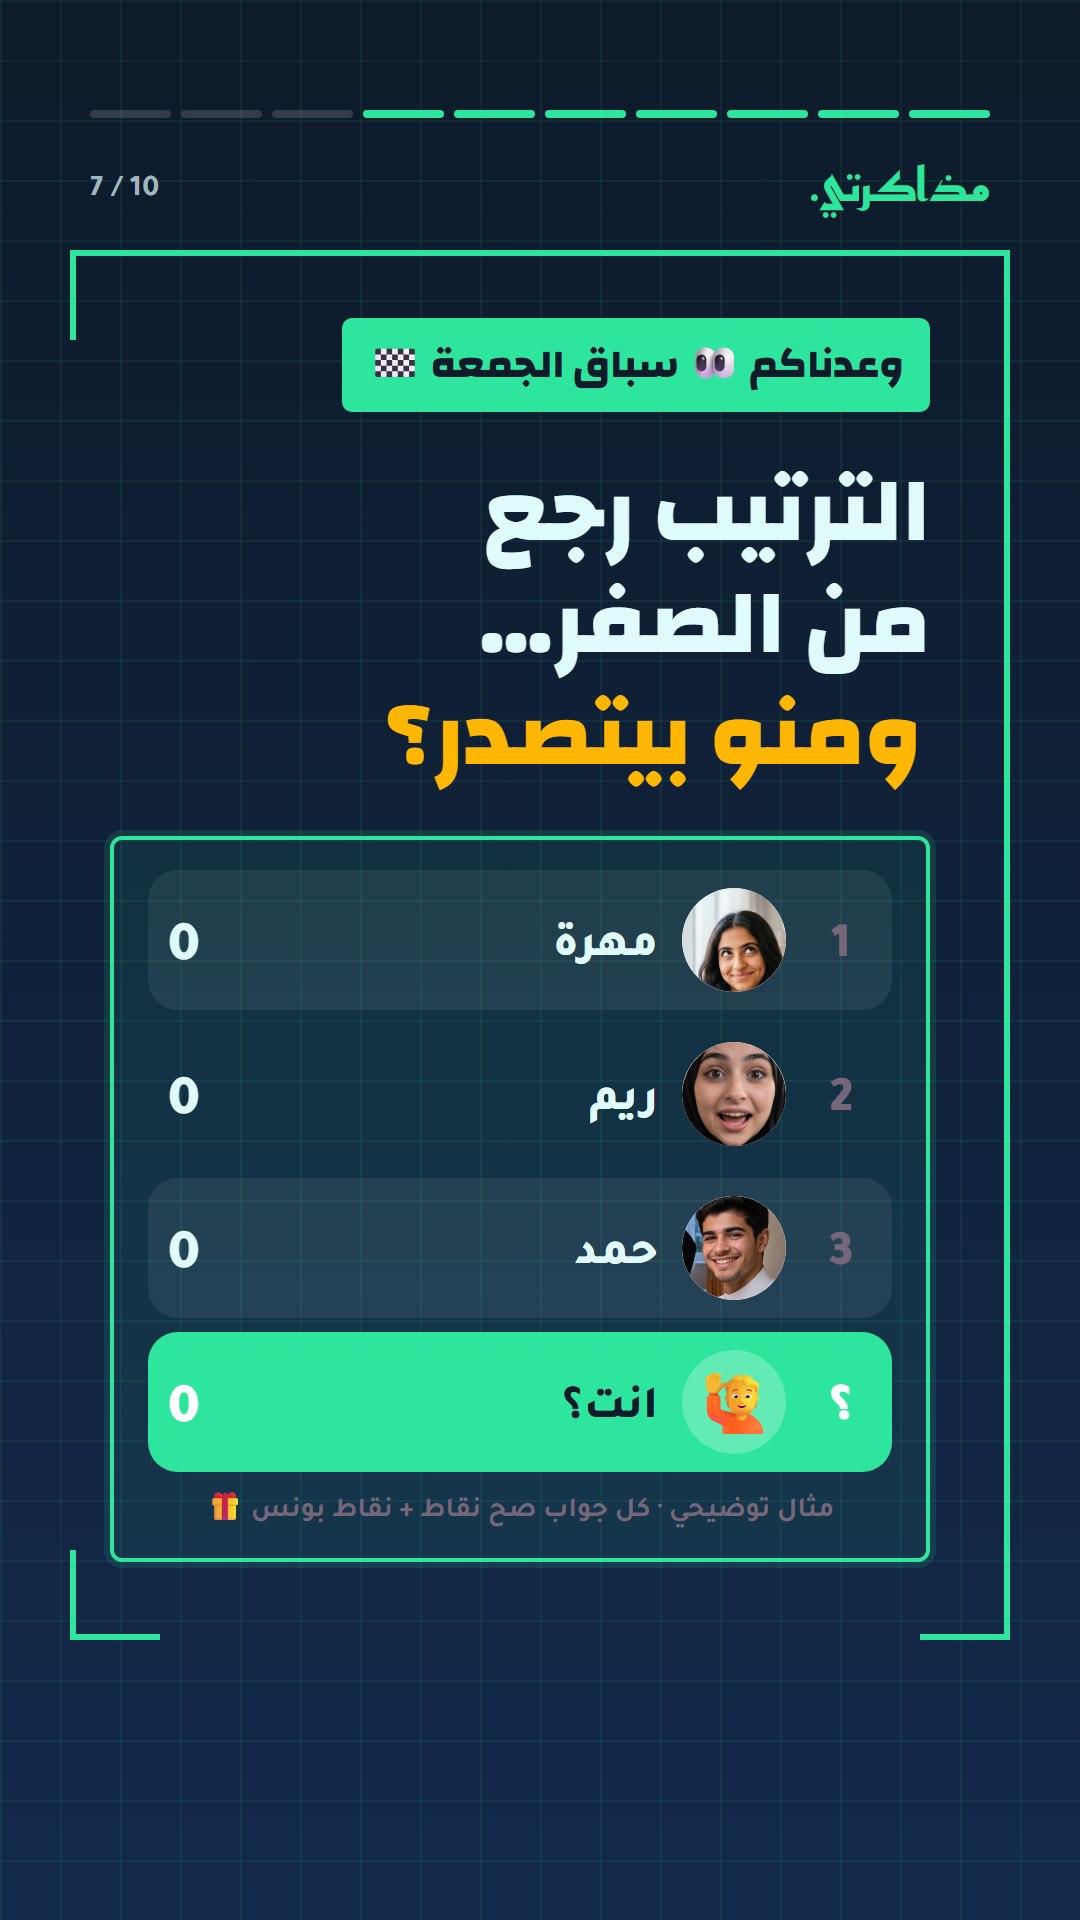 مذاكرتي.
7 / 10
وعدناكم 👀 سباق الجمعة 🏁
الترتيب رجع
من الصفر...
ومنو بيتصدر؟
1 مهرة 0
2 ريم 0
3 حمد 0
؟ انت؟ 0
مثال توضيحي · كل جواب صح نقاط + نقاط بونس 🎁